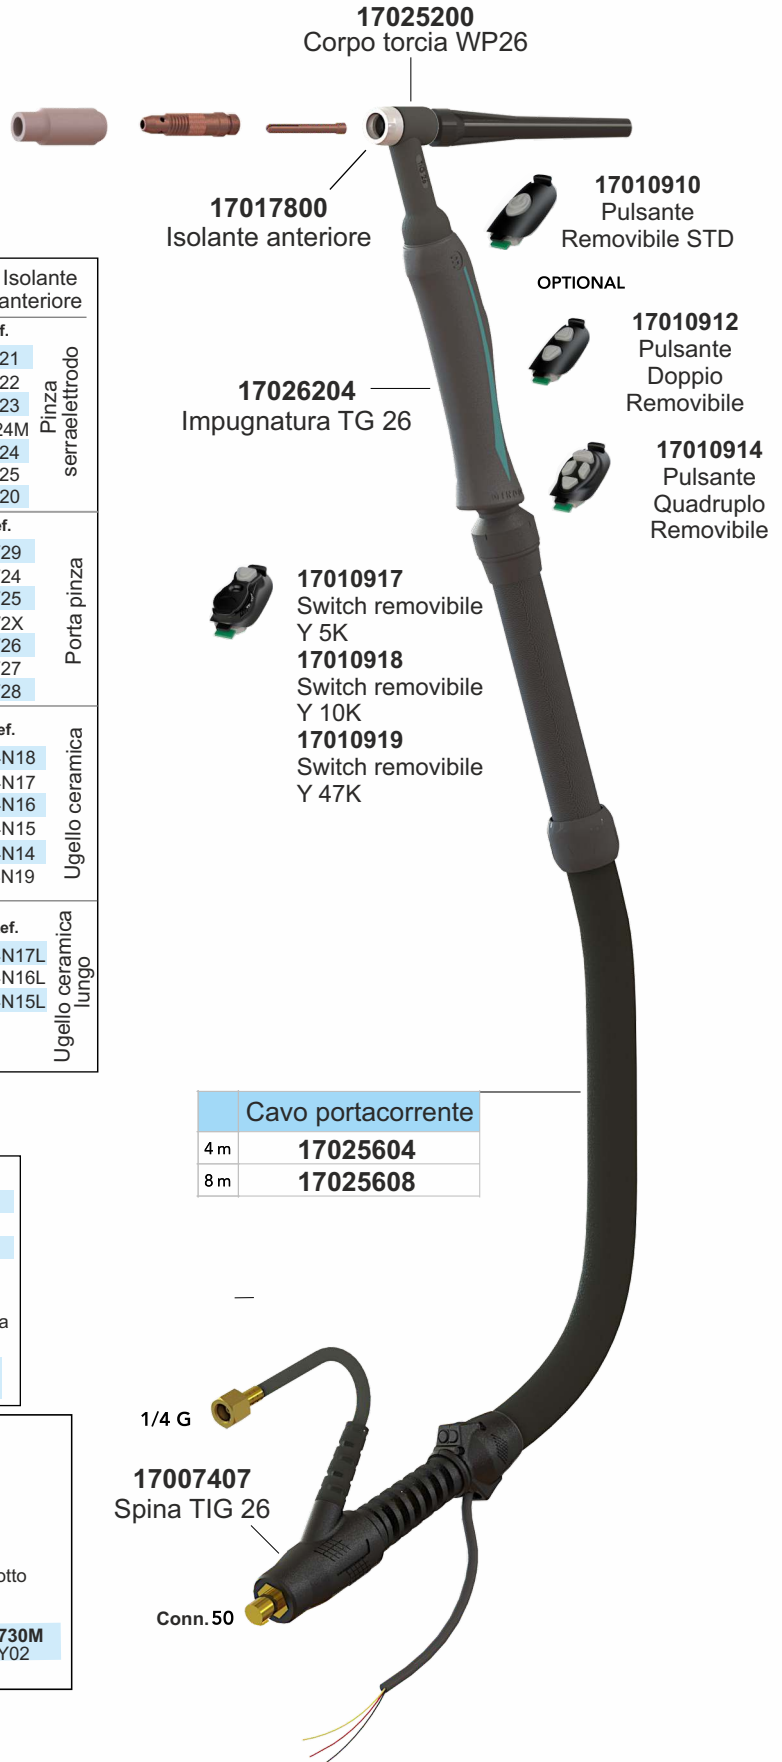 17025200
Corpo torcia WP26
17017800
Isolante anteriore
17010910
Pulsante
Removibile STD
OPTIONAL
17010912
Pulsante
Doppio
Removibile
17026204
Impugnatura TG 26
17010914
Pulsante
Quadruplo
Removibile
17010917
Switch removibile
Y 5K
17010918
Switch removibile
Y 10K
17010919
Switch removibile
Y 47K
Isolante
anteriore
f.
21
22
23
24M
24
25
20
Pinza
serraelettrodo
ef.
29
24
25
2X
26
27
28
Porta pinza
ef.
N18
N17
N16
N15
N14
N19
Ugello ceramica
ef.
N17L
N16L
N15L
Ugello ceramica
lungo
Cavo portacorrente
4 m 17025604
8 m 17025608
a
1/4 G
17007407
Spina TIG 26
Conn. 50
otto
730M
Y02